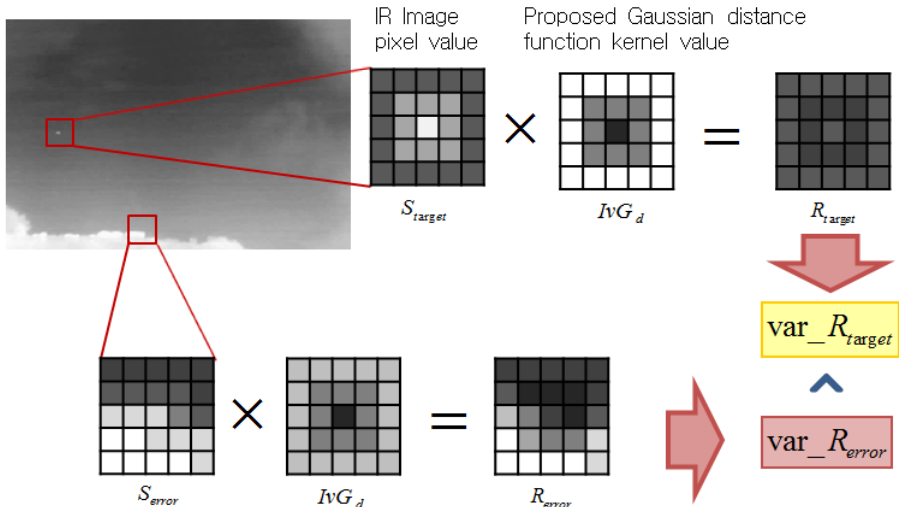 IR Image
pixel value
Proposed Gaussian distance
function kernel value
×
=
S_target
IvG_d
R_target
var_R_target
^
var_R_error
×
=
S_error
IvG_d
R_error